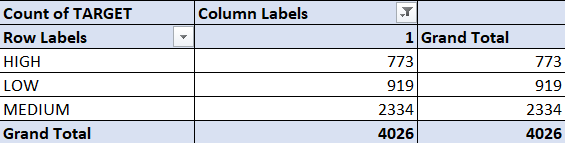 Count of TARGET Column Labels
Row Labels 1 Grand Total
HIGH 773 773
LOW 919 919
MEDIUM 2334 2334
Grand Total 4026 4026